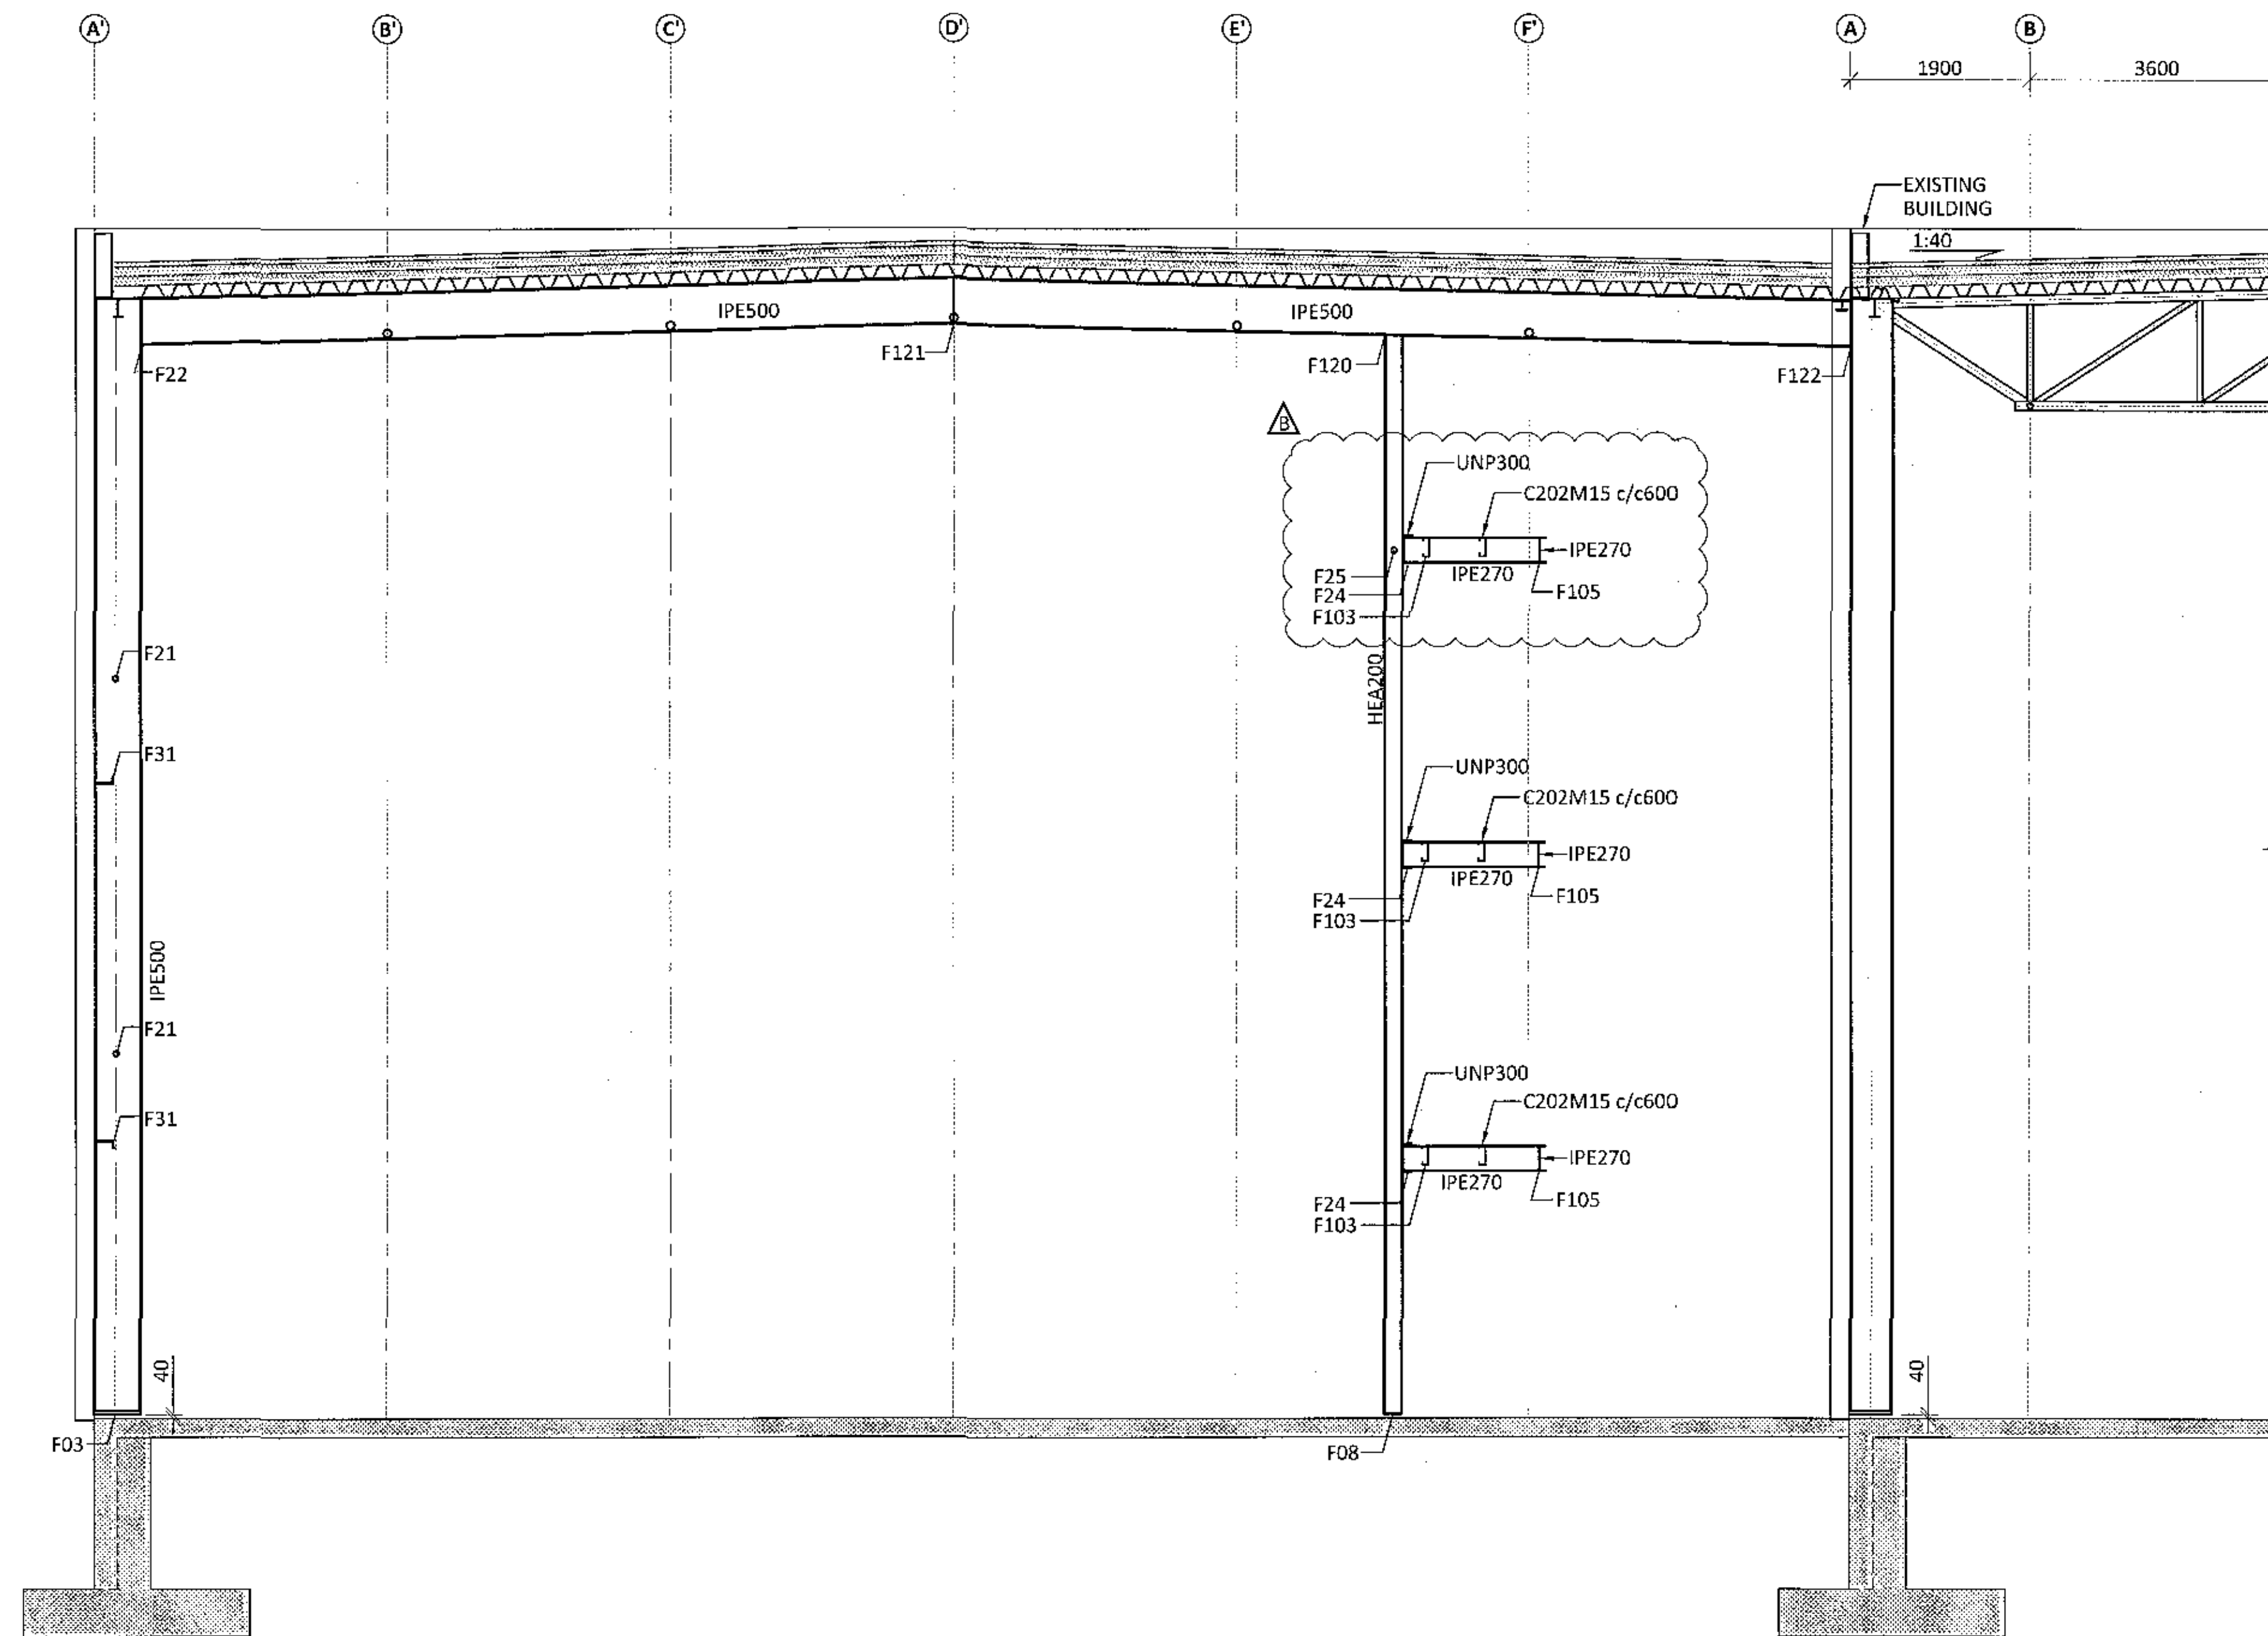 A'
B'
C'
D'
E'
F'
A
B
1900
3600
EXISTING
BUILDING
1:40
IPE500
IPE500
F121
F120
F22
F122
B
UNP300
C202M15 c/c600
IPE270
IPE270
F25
F24
F103
F105
F21
HEA200
F31
UNP300
C202M15 c/c600
IPE270
IPE270
F24
F103
F105
IPE500
F21
UNP300
C202M15 c/c600
F31
IPE270
IPE270
F24
F103
F105
40
40
F03
F08